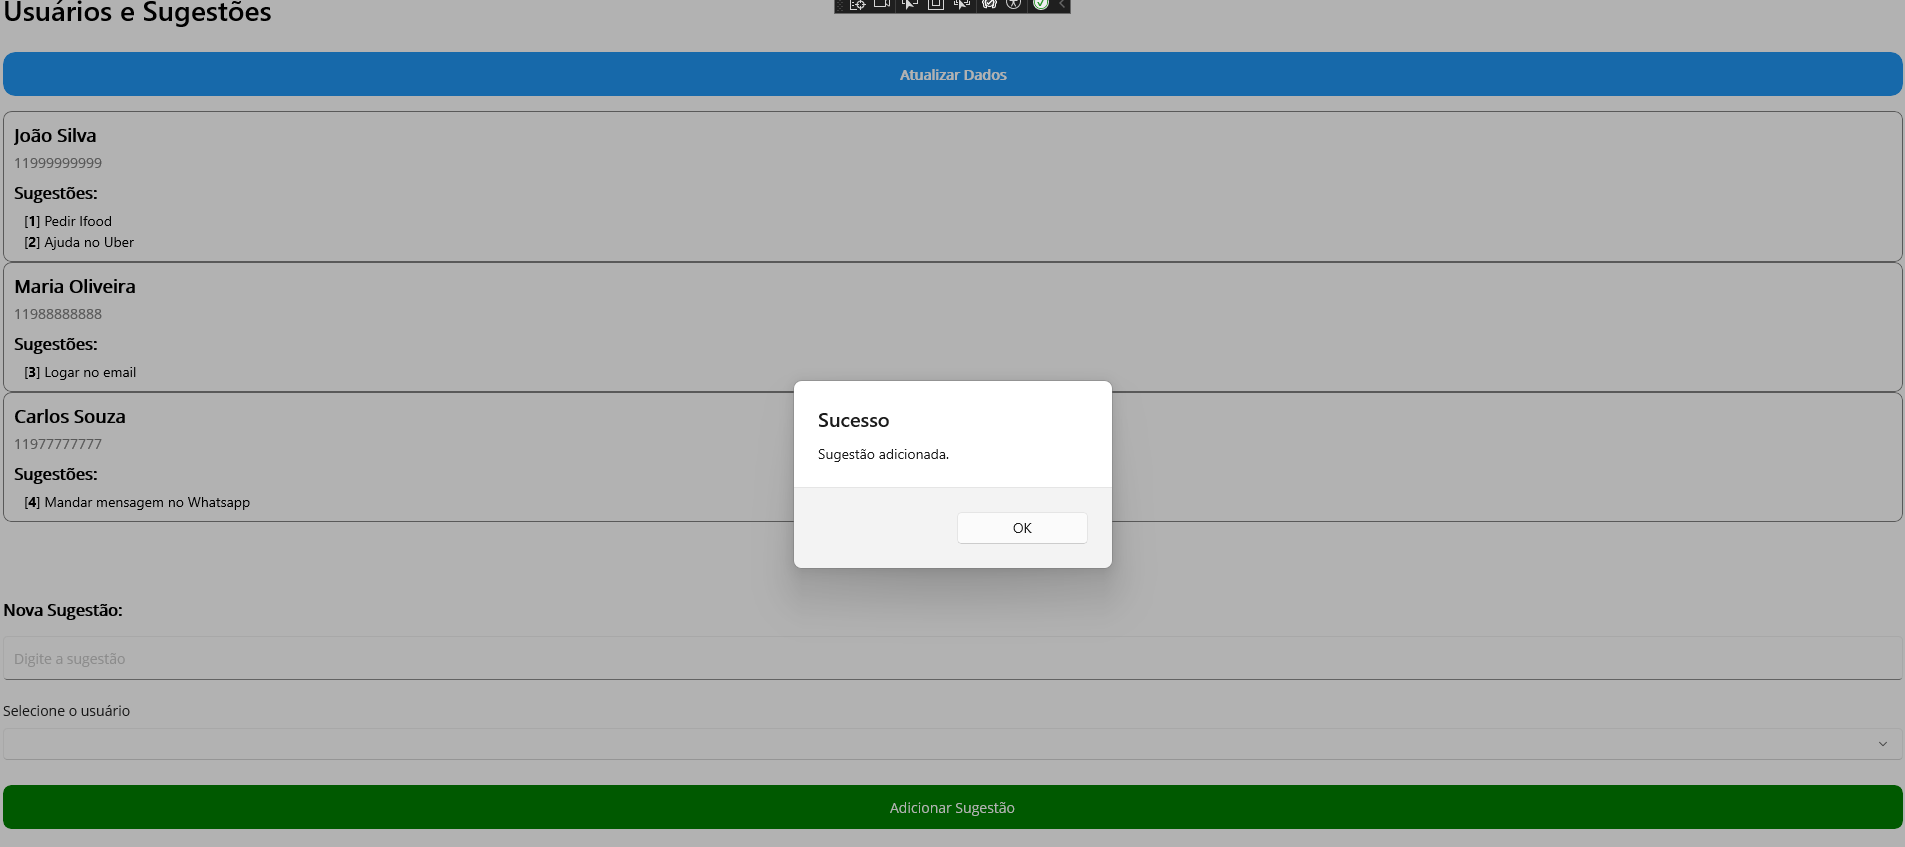 Usuários e Sugestões
Atualizar Dados
João Silva
11999999999
Sugestões:
[1] Pedir Ifood
[2] Ajuda no Uber
Maria Oliveira
11988888888
Sugestões:
[3] Logar no email
Carlos Souza
11977777777
Sugestões:
[4] Mandar mensagem no Whatsapp
Sucesso
Sugestão adicionada.
OK
Nova Sugestão:
Digite a sugestão
Selecione o usuário
Adicionar Sugestão